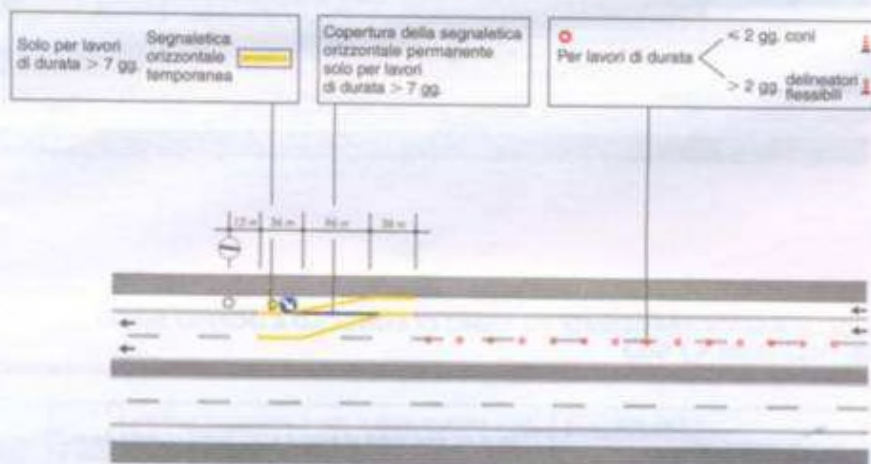 Solo per lavori
di durata > 7 gg.
Segnaletica
orizzontale
temporanea
Copertura della segnaletica
orizzontale permanente
solo per lavori
di durata > 7 gg.
Per lavori di durata
≤ 2 gg. coni
> 2 gg. delineatori
flessibili
12 m 36 m 96 m 36 m